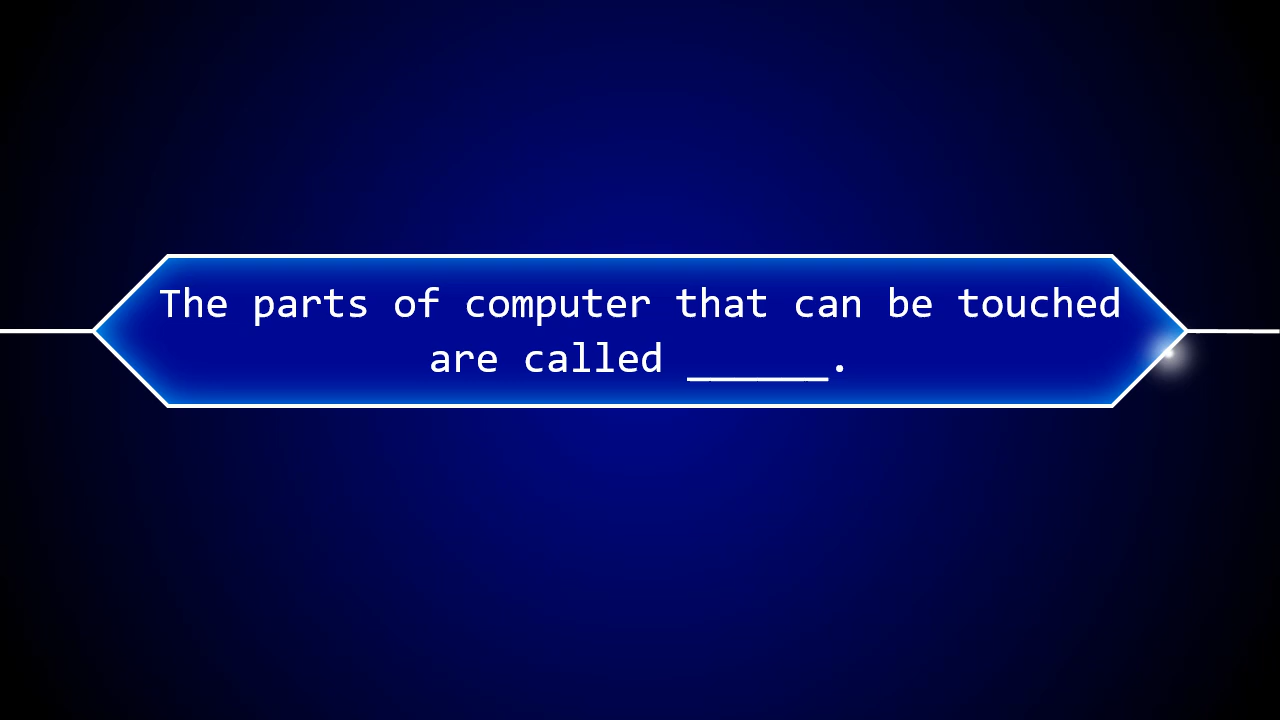 The parts of computer that can be touched
are called ______.